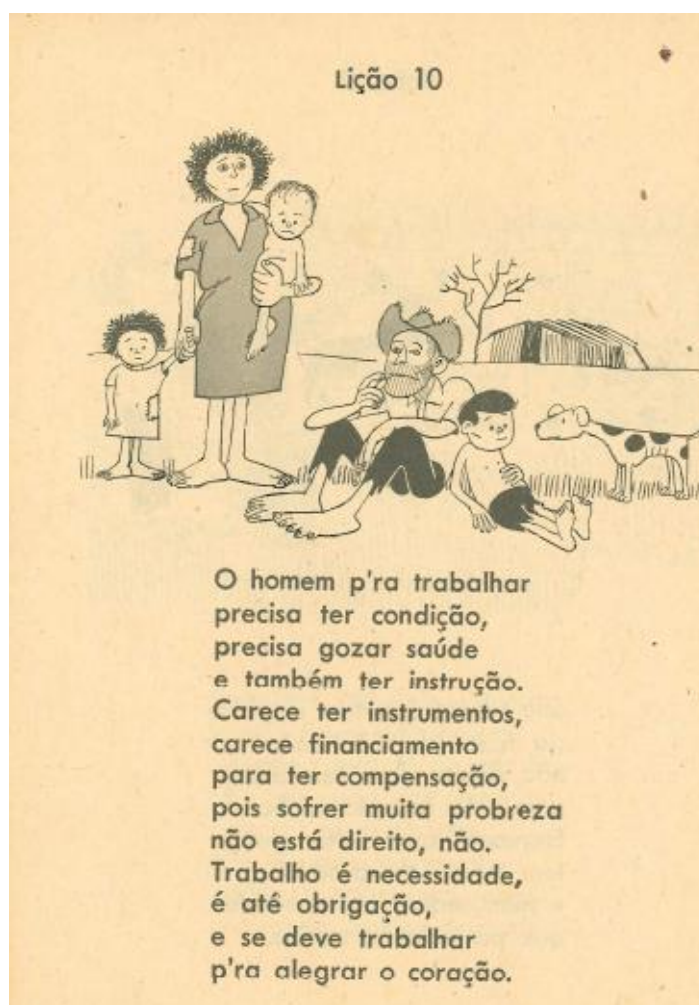 Lição 10
O homem p'ra trabalhar
precisa ter condição,
precisa gozar saúde
e também ter instrução.
Carece ter instrumentos,
carece financiamento
para ter compensação,
pois sofrer muita probreza
não está direito, não.
Trabalho é necessidade,
é até obrigação,
e se deve trabalhar
p'ra alegrar o coração.